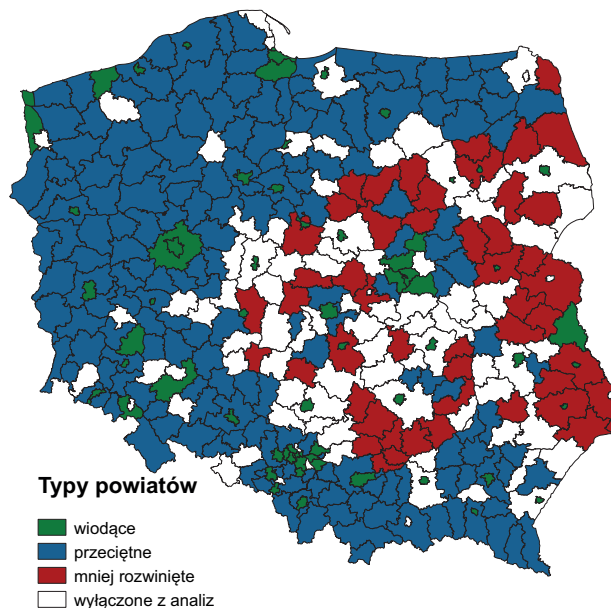 Typy powiatów
wiodące
przeciętne
mniej rozwinięte
wyłączone z analiz